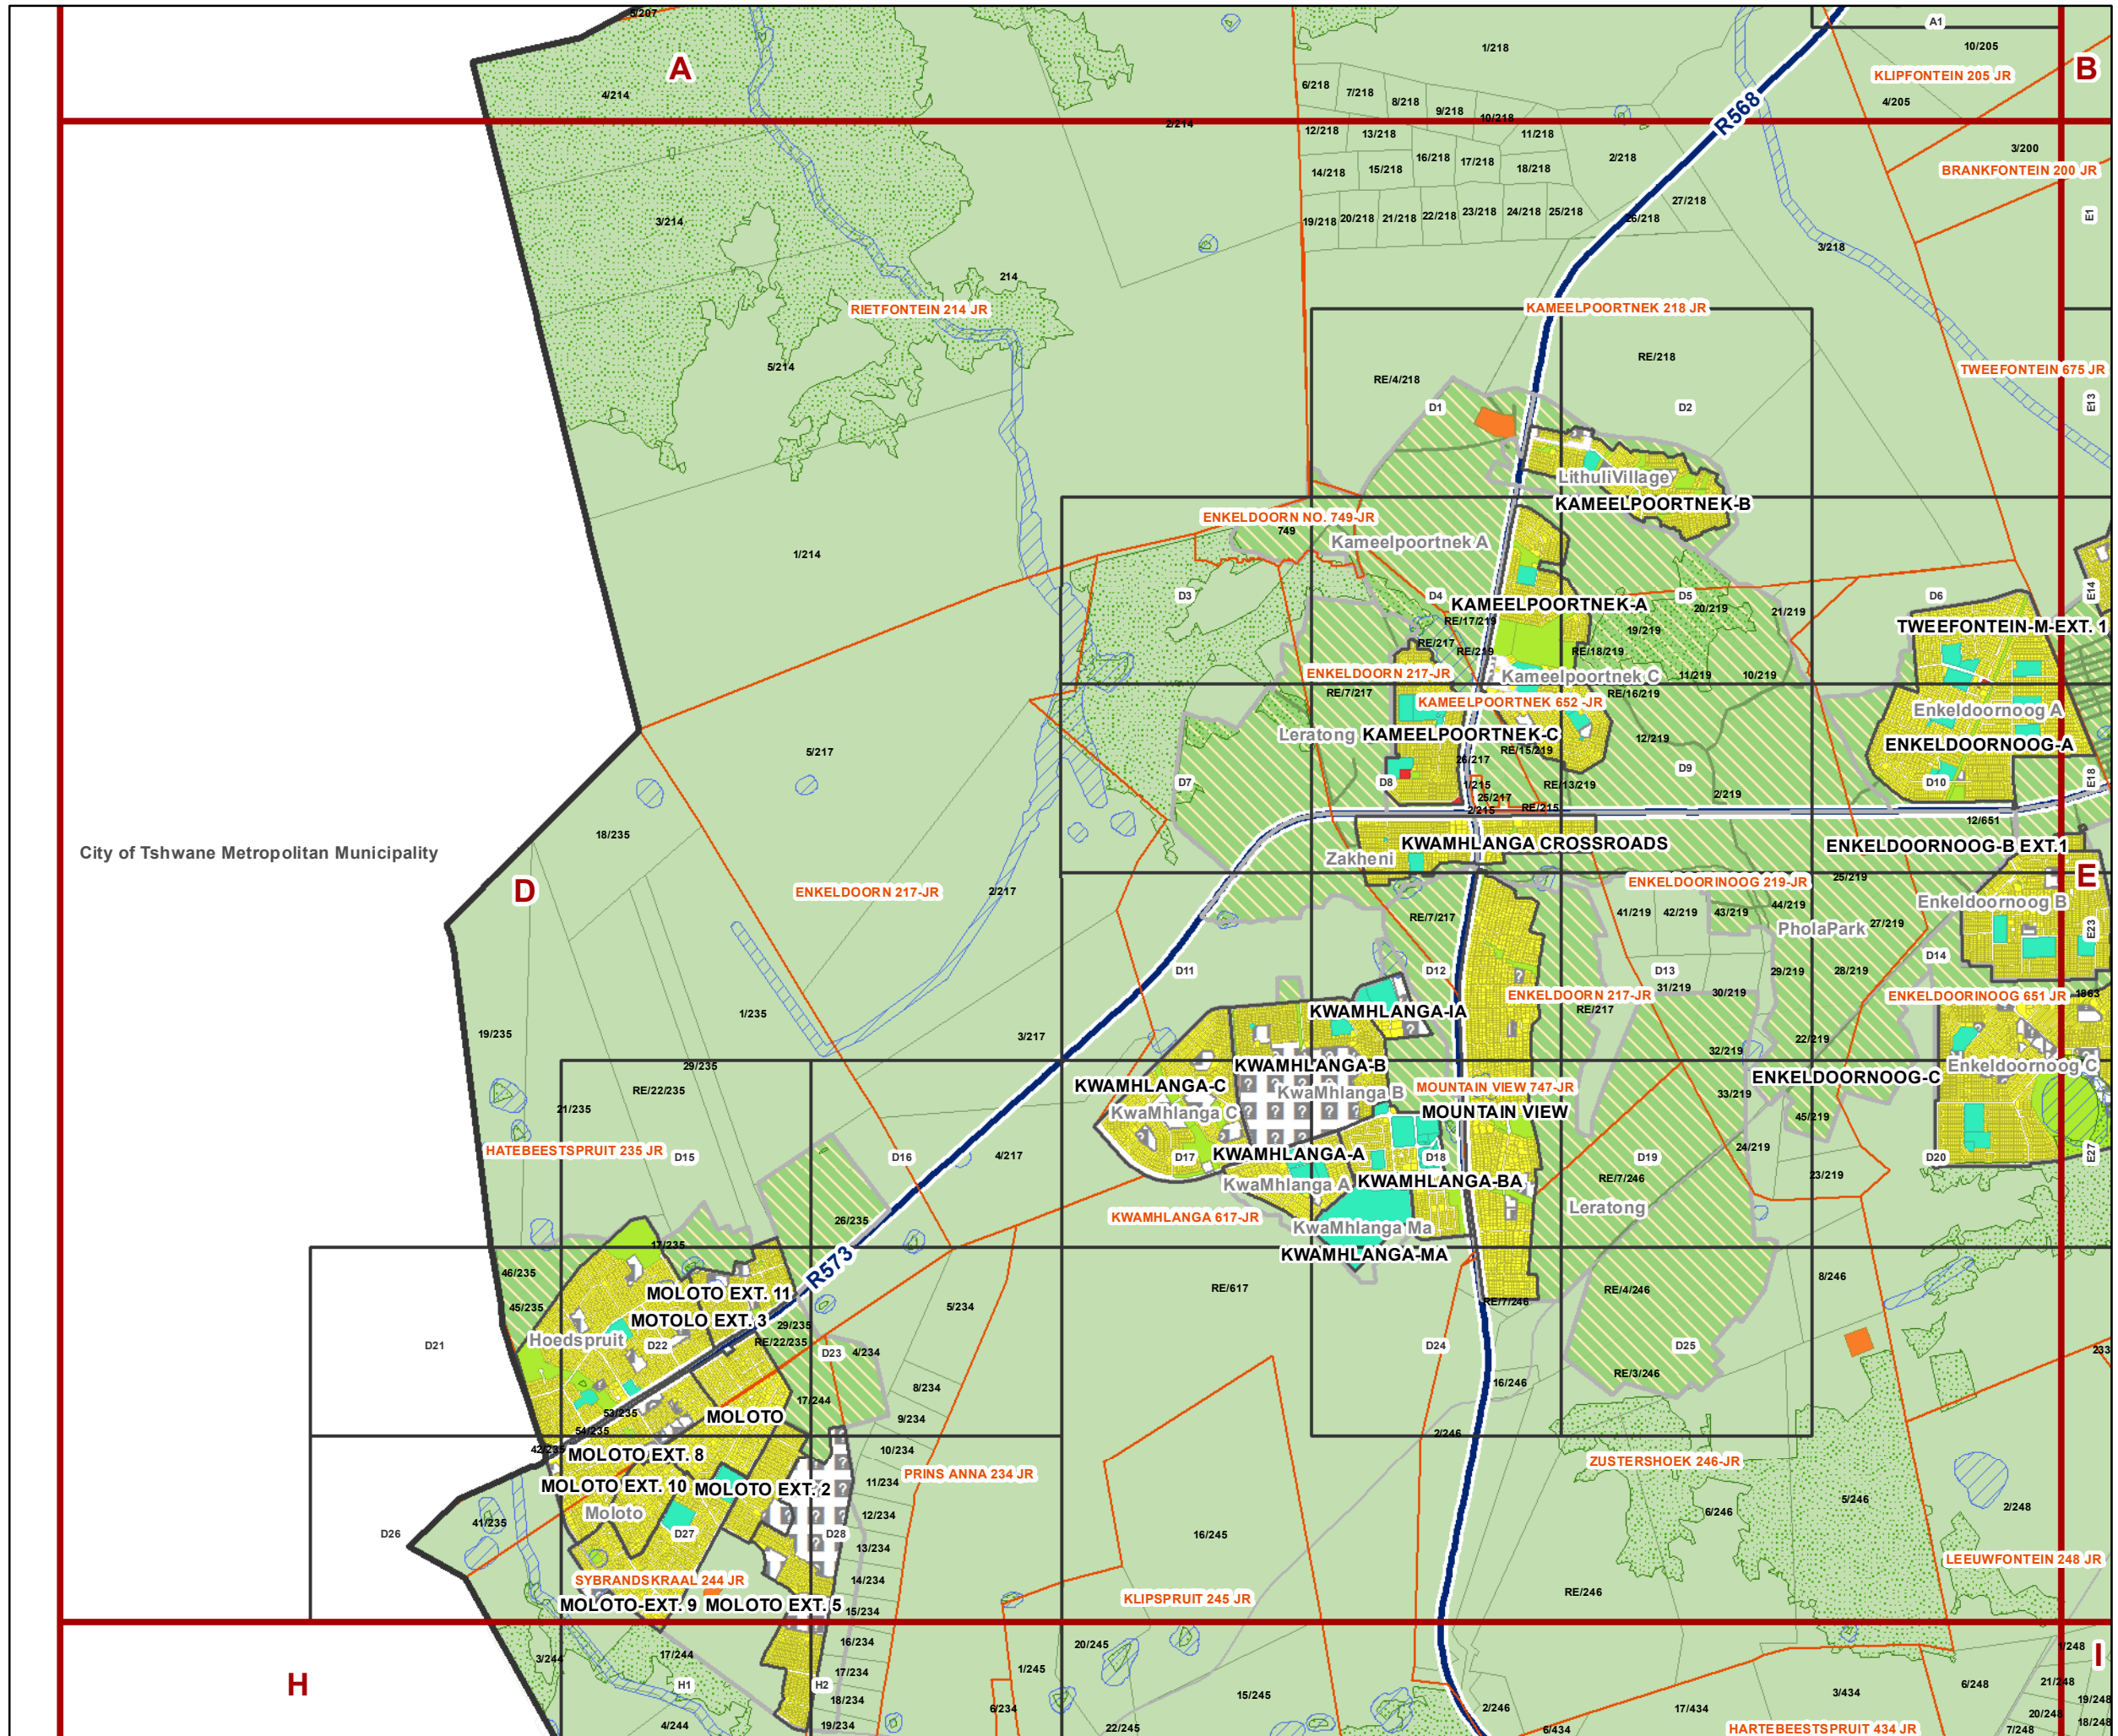 5/207
A1
1/218
10/205
A
B
KLIPFONTEIN 205 JR
6/218
7/218
8/218
9/218
10/218
4/214
4/205
R568
2/214
12/218
13/218
11/218
3/200
14/218
15/218
16/218
17/218
18/218
2/218
BRANKFONTEIN 200 JR
3/214
19/218
20/218
21/218
22/218
23/218
24/218
25/218
26/218
27/218
E1
3/218
214
RIETFONTEIN 214 JR
KAMEELPOORTNEK 218 JR
5/214
RE/218
TWEEFONTEIN 675 JR
RE/4/218
D1
D2
E13
LithuliVillage
KAMEELPOORTNEK-B
ENKELDOORN NO. 749-JR
749
Kameelpoortnek A
1/214
D3
D4
D5
D6
E14
KAMEELPOORTNEK-A
20/219
21/219
RE/17/219
19/219
TWEEFONTEIN-M-EXT. 1
RE/217
RE/219
RE/18/219
ENKELDOORN 217-JR
Kameelpoortnek C
11/219
10/219
RE/7/217
RE/16/219
KAMEELPOORTNEK 652 -JR
Enkeldoornoog A
Leratong
KAMEELPOORTNEK-C
12/219
ENKELDOORNOOG-A
5/217
RE/15/219
26/217
D7
D8
D9
D10
E18
1/215
RE/13/219
25/217
2/219
2/215
RE/215
12/651
18/235
KWAMHLANGA CROSSROADS
ENKELDOORNOOG-B EXT.1
City of Tshwane Metropolitan Municipality
Zakheni
D
ENKELDOORN 217-JR
2/217
ENKELDOORINOOG 219-JR
25/219
E
RE/7/217
41/219
42/219
43/219
44/219
Enkeldoornoog B
PholaPark
27/219
E23
D11
D12
D13
D14
29/219
28/219
31/219
30/219
ENKELDOORN 217-JR
ENKELDOORINOOG 651 JR
1863
RE/217
KWAMHLANGA-IA
1/235
19/235
3/217
22/219
32/219
29/235
KWAMHLANGA-B
Enkeldoornoog C
RE/22/235
KWAMHLANGA-C
KwaMhlanga B
MOUNTAIN VIEW 747-JR
33/219
ENKELDOORNOOG-C
21/235
KwaMhlanga C
MOUNTAIN VIEW
45/219
HATEBEESTSPRUIT 235 JR
D15
D16
4/217
D17
KWAMHLANGA-A
D18
D19
24/219
D20
E27
KwaMhlanga A
KWAMHLANGA-BA
RE/7/246
23/219
KWAMHLANGA 617-JR
Leratong
26/235
KwaMhlanga Ma
17/235
KWAMHLANGA-MA
R573
46/235
RE/617
RE/4/246
8/246
MOLOTO EXT. 11
45/235
5/234
RE/7/246
MOTOLO EXT. 3
29/235
Hoedspruit
D21
D22
RE/22/235
D23
4/234
D24
D25
233
8/234
RE/3/246
16/246
17/244
53/235
MOLOTO
9/234
54/235
2/246
42/235
MOLOTO EXT. 8
10/234
ZUSTERSHOEK 246-JR
PRINS ANNA 234 JR
MOLOTO EXT. 10
MOLOTO EXT. 2
11/234
5/246
2/248
Moloto
41/235
12/234
6/246
D26
D27
D28
16/245
13/234
LEEUWFONTEIN 248 JR
SYBRANDSKRAAL 244 JR
14/234
RE/246
MOLOTO-EXT. 9
MOLOTO EXT. 5
15/234
KLIPSPRUIT 245 JR
16/234
20/245
1/248
3/244
17/244
17/234
1/245
H
I
H1
H2
18/234
15/245
21/248
6/248
3/434
19/248
6/234
2/246
17/434
4/244
19/234
22/245
6/434
HARTEBEESTSPRUIT 434 JR
20/248
18/248
7/248